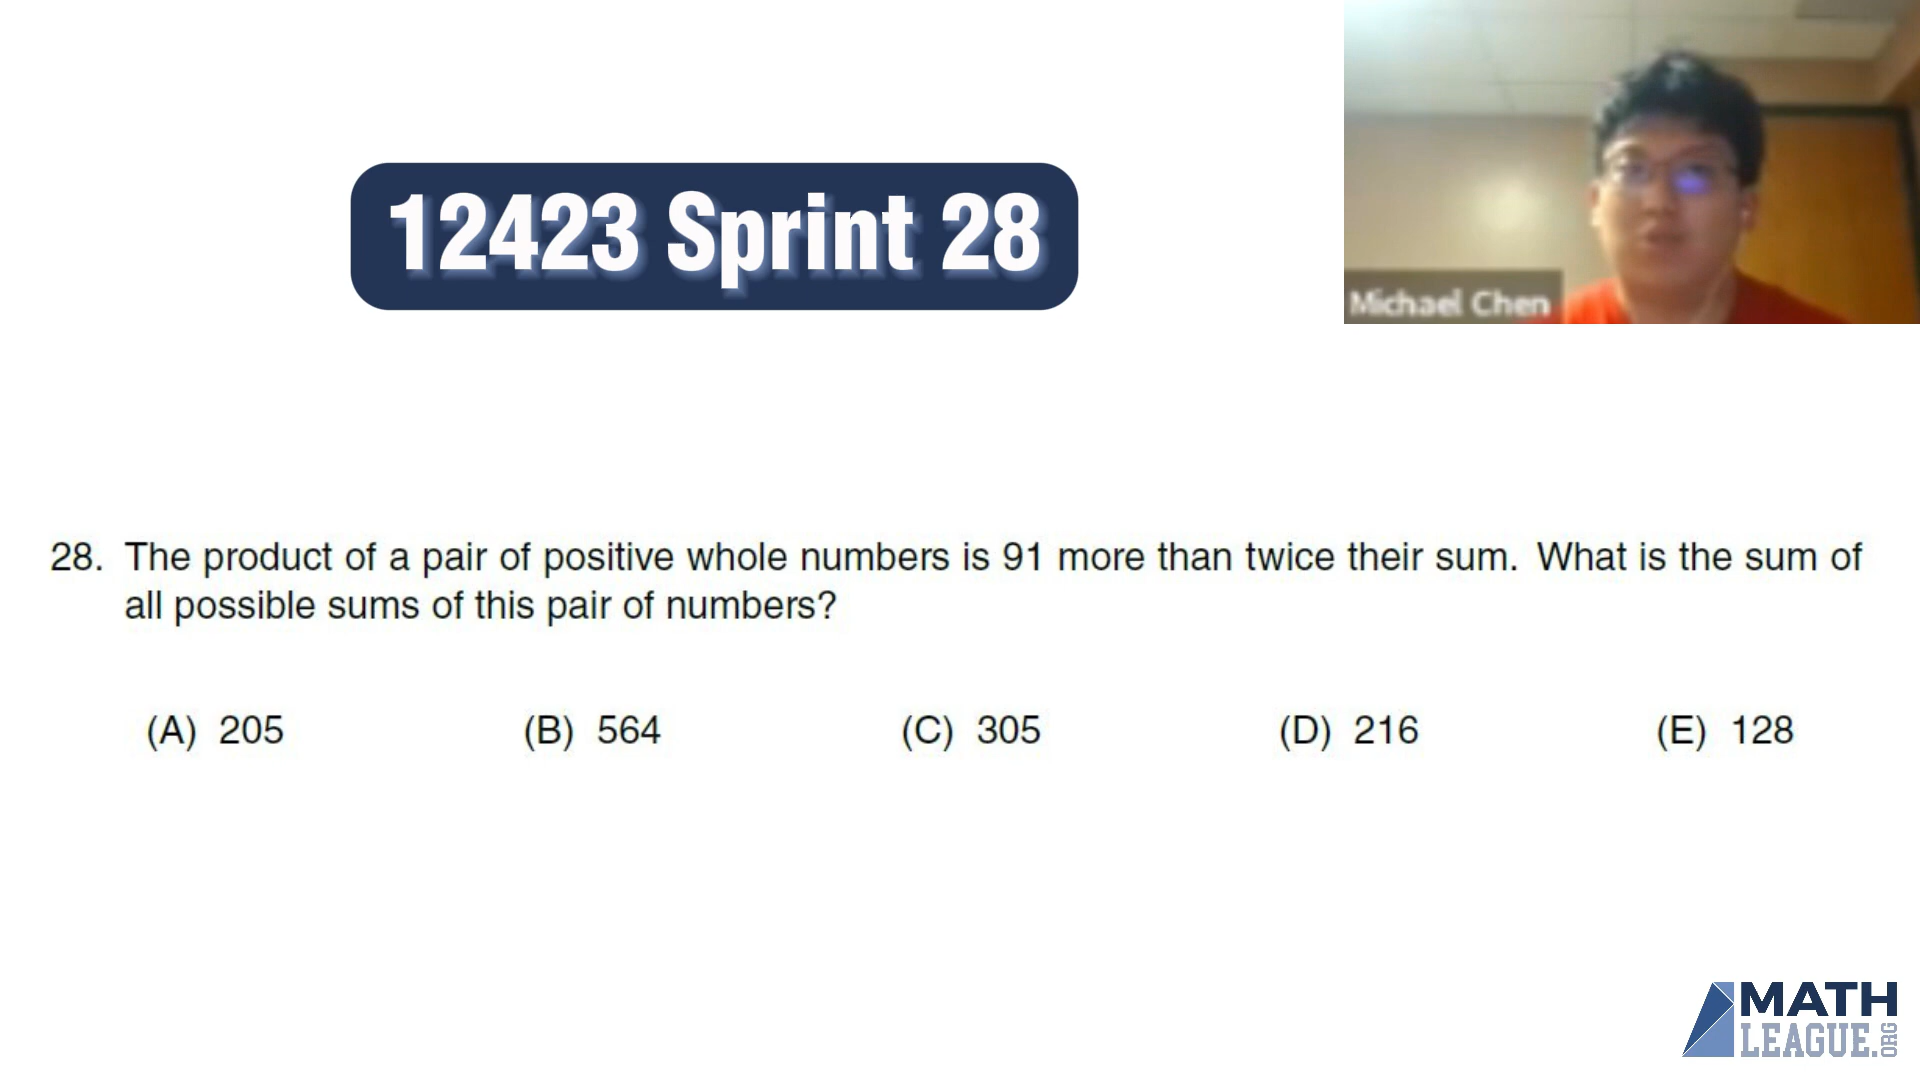 12423 Sprint 28
Michael Chen
28. The product of a pair of positive whole numbers is 91 more than twice their sum. What is the sum of
all possible sums of this pair of numbers?
(A) 205 (B) 564 (C) 305 (D) 216 (E) 128
MATH
LEAGUE.ORG